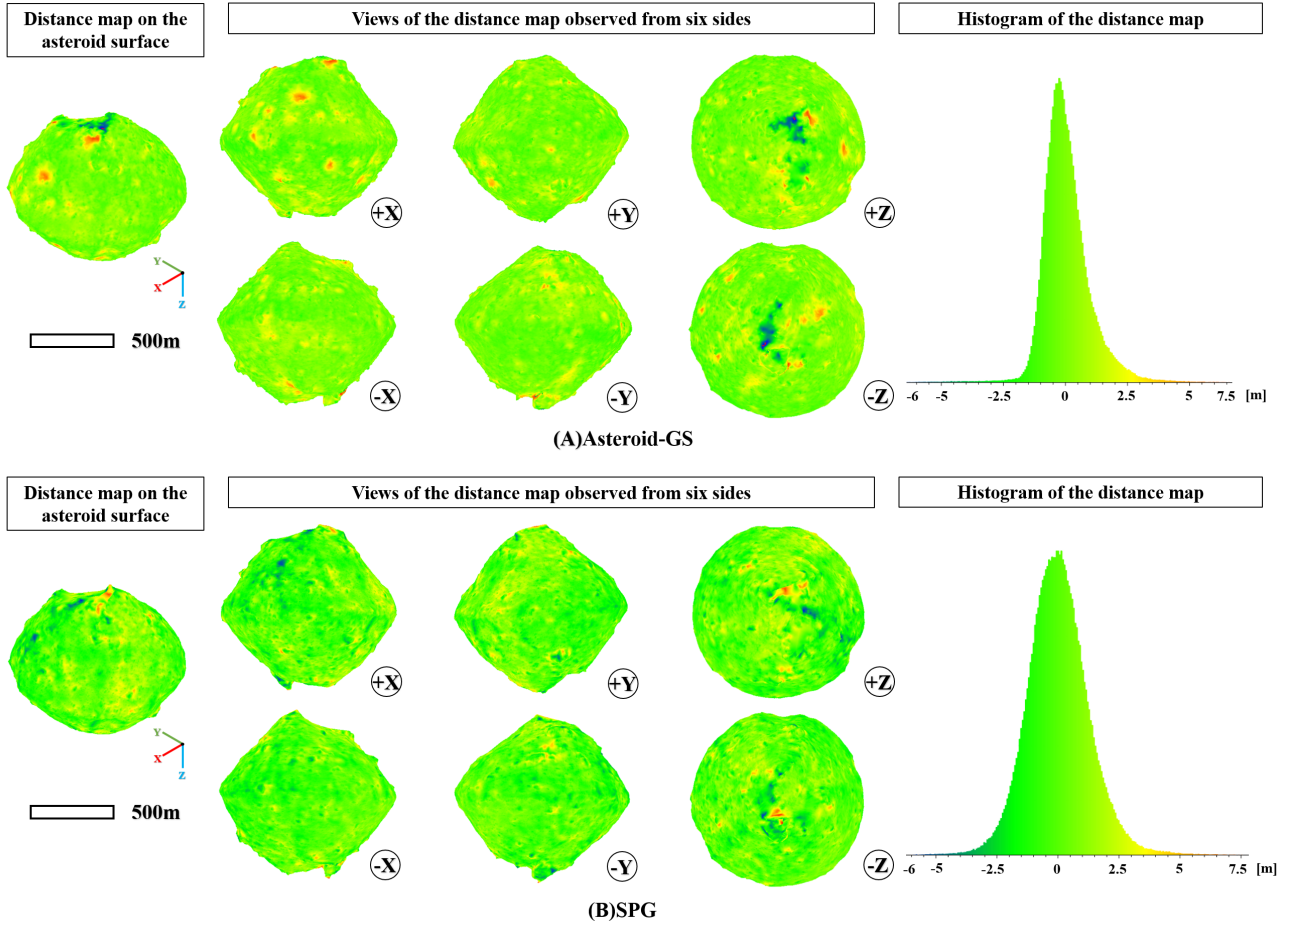 Distance map on the
asteroid surface
Views of the distance map observed from six sides
Histogram of the distance map
+X
+Y
+Z
Y
X
Z
500m
-X
-Y
-Z
-6 -5 -2.5 0 2.5 5 7.5 [m]
(A)Asteroid-GS
Distance map on the
asteroid surface
Views of the distance map observed from six sides
Histogram of the distance map
+X
+Y
+Z
Y
X
Z
500m
-X
-Y
-Z
-6 -5 -2.5 0 2.5 5 7.5 [m]
(B)SPG